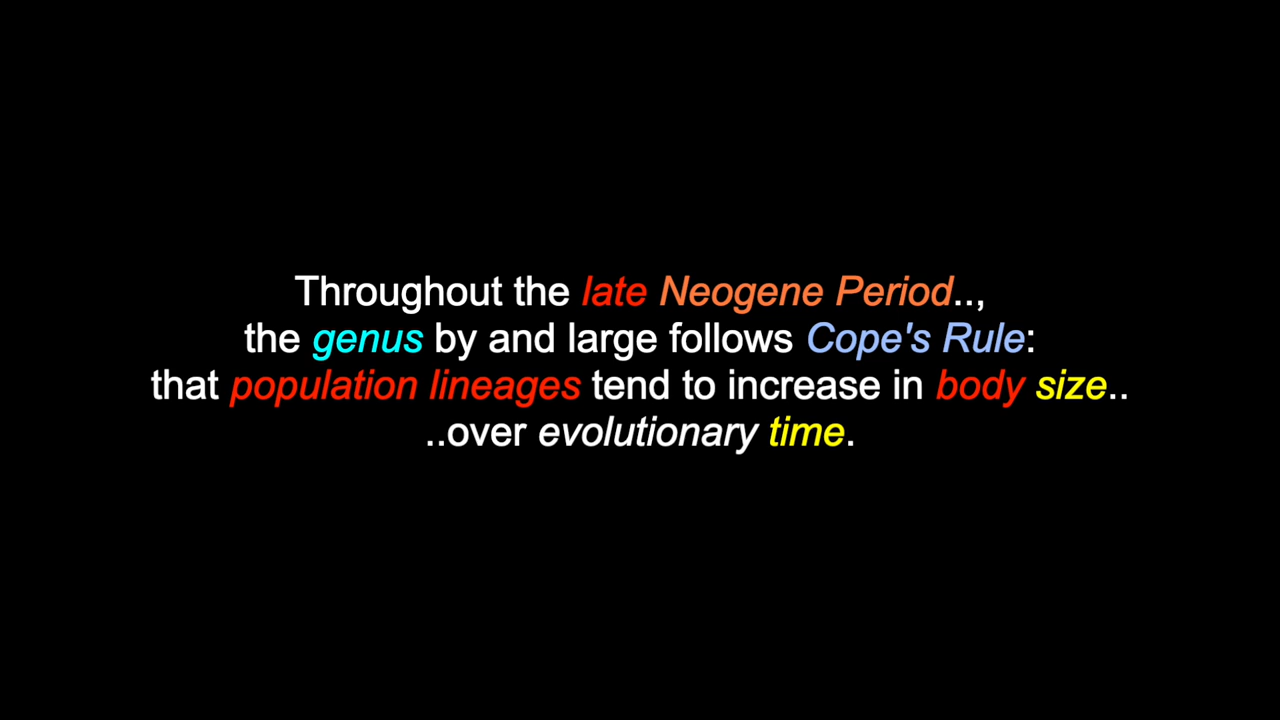 Throughout the late Neogene Period..,
the genus by and large follows Cope's Rule:
that population lineages tend to increase in body size..
..over evolutionary time.